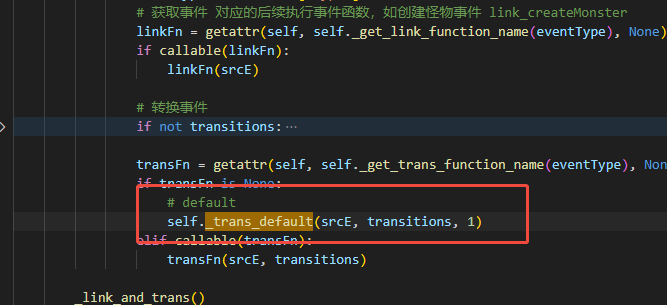 # 获取事件 对应的后续执行事件函数，如创建怪物事件 link_createMonster
linkFn = getattr(self, self._get_link_function_name(eventType), None)
if callable(linkFn):
linkFn(srcE)
# 转换事件
if not transitions:…
transFn = getattr(self, self._get_trans_function_name(eventType), Non
if transFn is None:
# default
self._trans_default(srcE, transitions, 1)
elif callable(transFn):
transFn(srcE, transitions)
_link_and_trans()